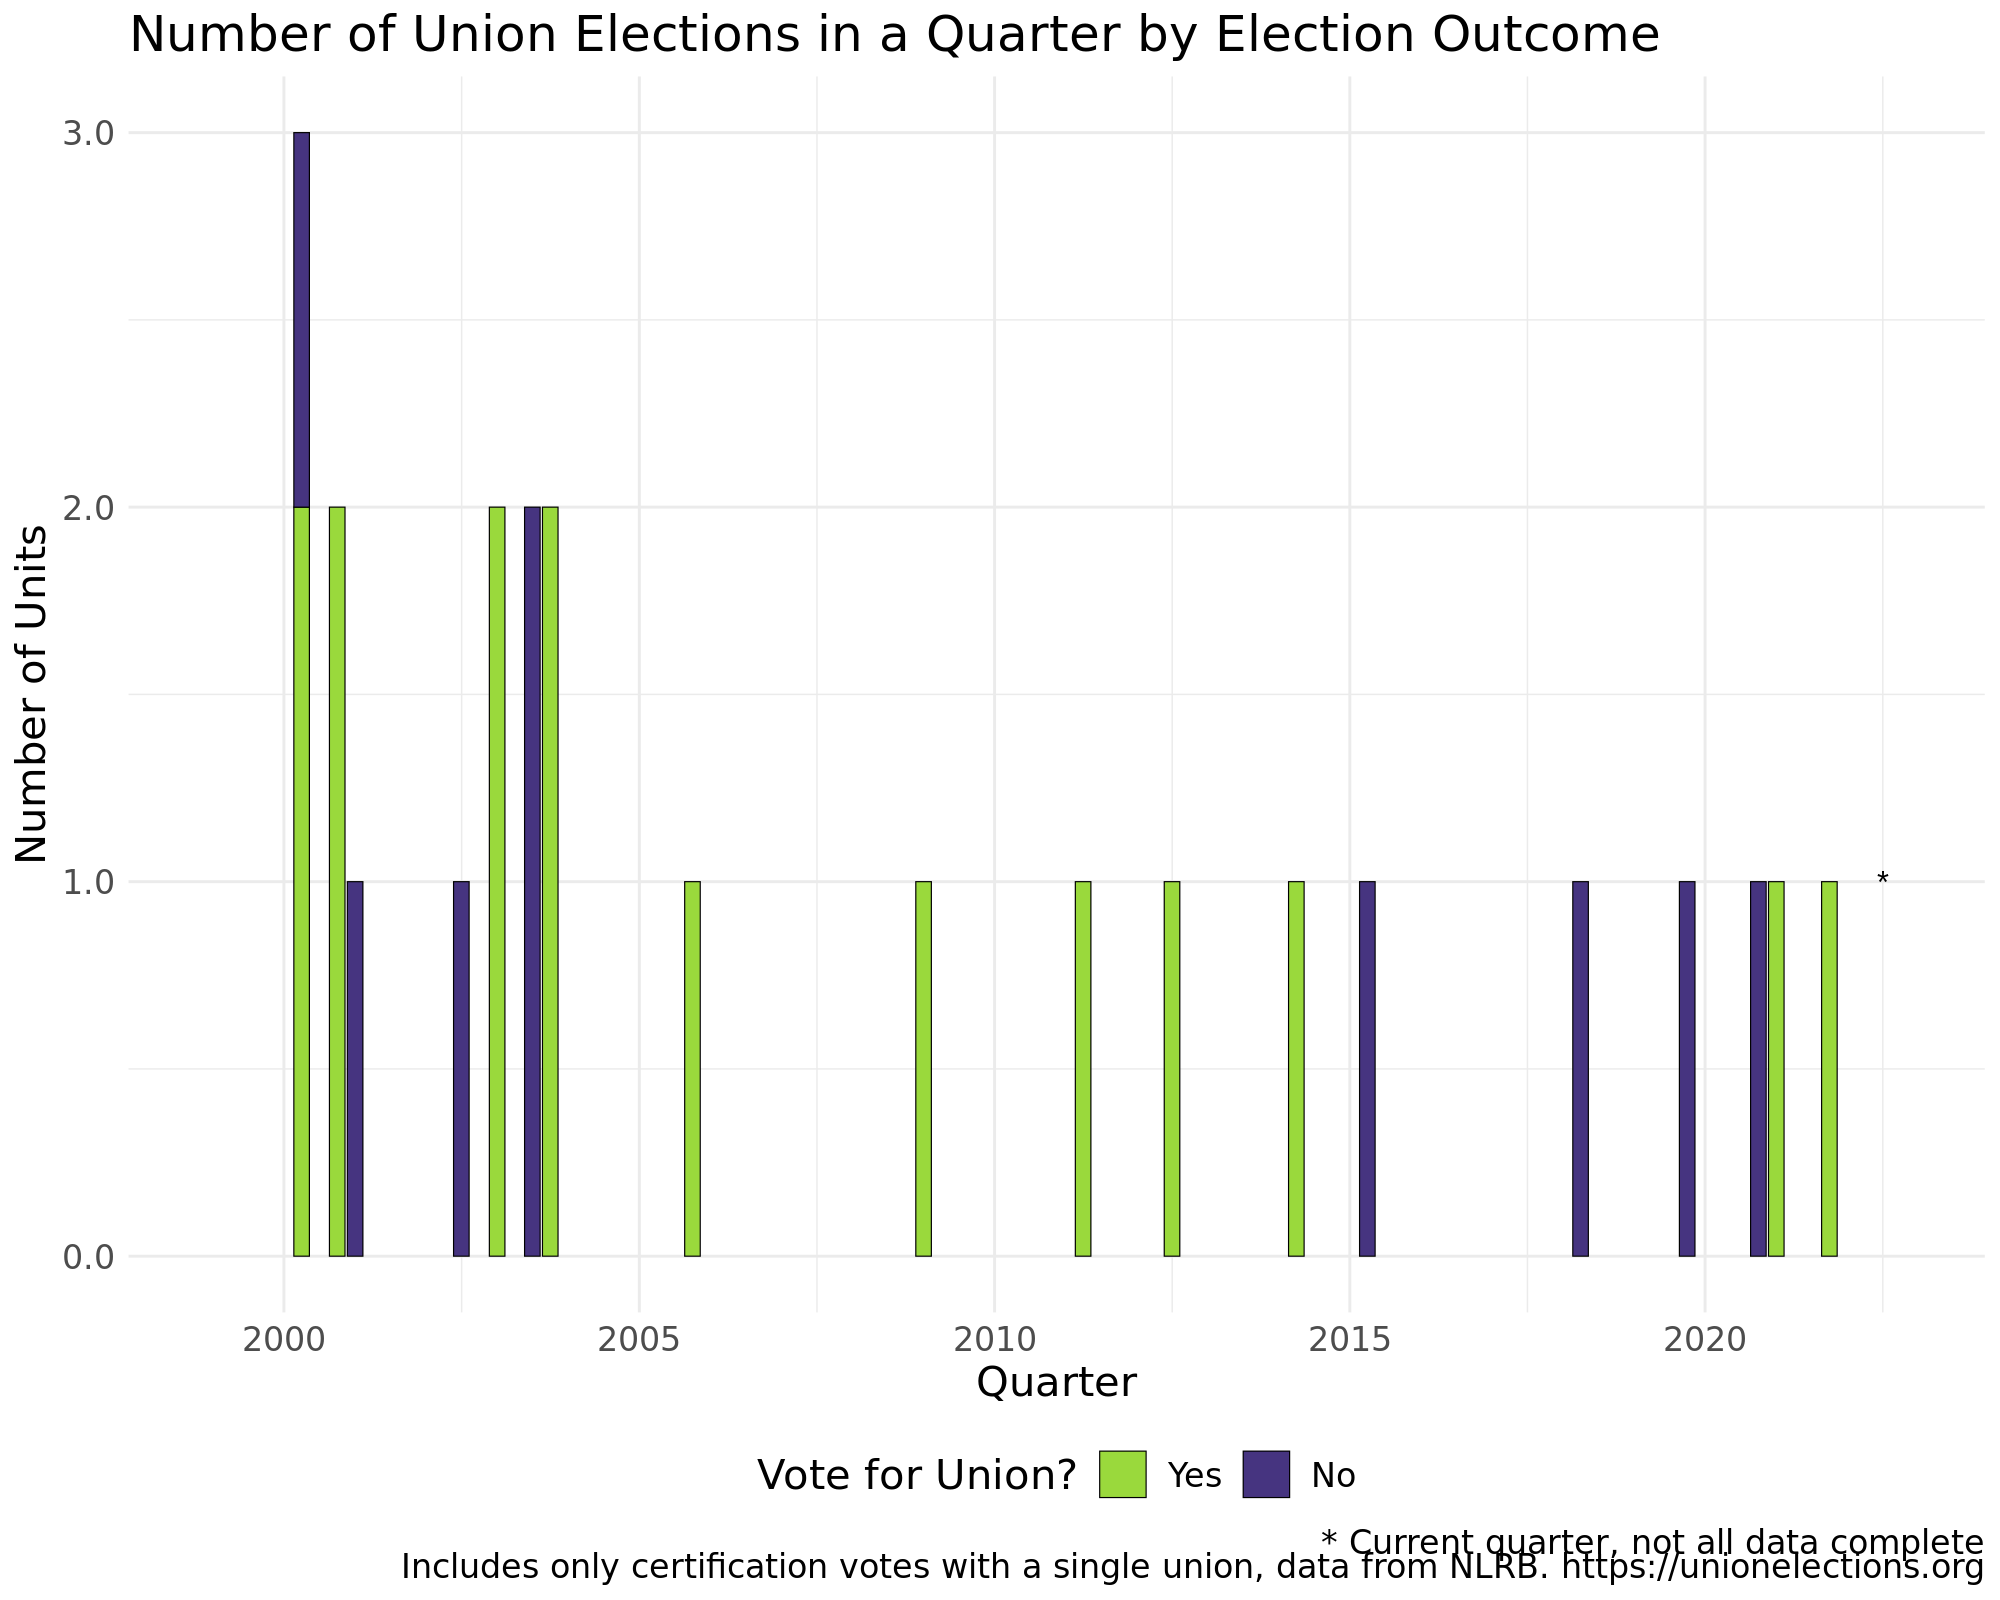 Number of Union Elections in a Quarter by Election Outcome
Number of Units
3.0
2.0
1.0
0.0
*
2000 2005 2010 2015 2020
Quarter
Vote for Union? Yes No
* Current quarter, not all data complete
Includes only certification votes with a single union, data from NLRB. https://unionelections.org